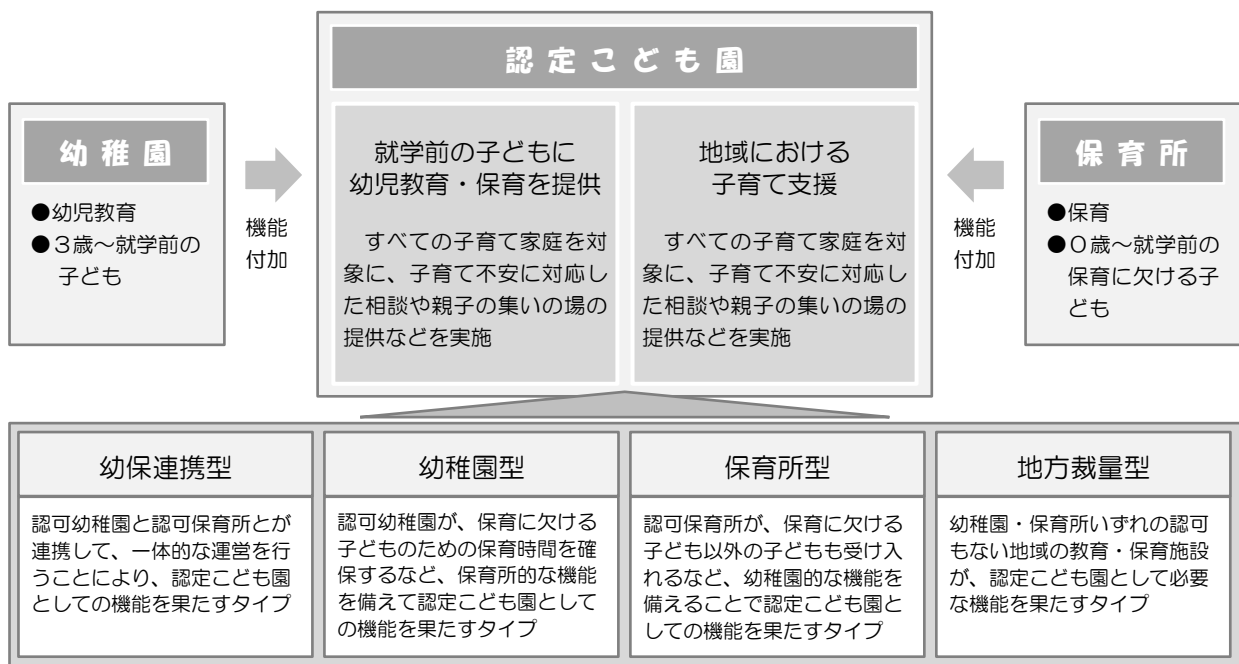 認定こども園
幼稚園
●幼児教育
●3歳～就学前の
子ども
機能
付加
就学前の子どもに
幼児教育・保育を提供
すべての子育て家庭を対
象に、子育て不安に対応し
た相談や親子の集いの場の
提供などを実施
地域における
子育て支援
すべての子育て家庭を対
象に、子育て不安に対応し
た相談や親子の集いの場の
提供などを実施
機能
付加
保育所
●保育
●0歳～就学前の
保育に欠ける子
ども
幼保連携型
認可幼稚園と認可保育所とが
連携して、一体的な運営を行
うことにより、認定こども園
としての機能を果たすタイプ
幼稚園型
認可幼稚園が、保育に欠ける
子どものための保育時間を確
保するなど、保育所的な機能
を備えて認定こども園として
の機能を果たすタイプ
保育所型
認可保育所が、保育に欠ける
子ども以外の子どもも受け入
れるなど、幼稚園的な機能を
備えることで認定こども園と
しての機能を果たすタイプ
地方裁量型
幼稚園・保育所いずれの認可
もない地域の教育・保育施設
が、認定こども園として必要
な機能を果たすタイプ